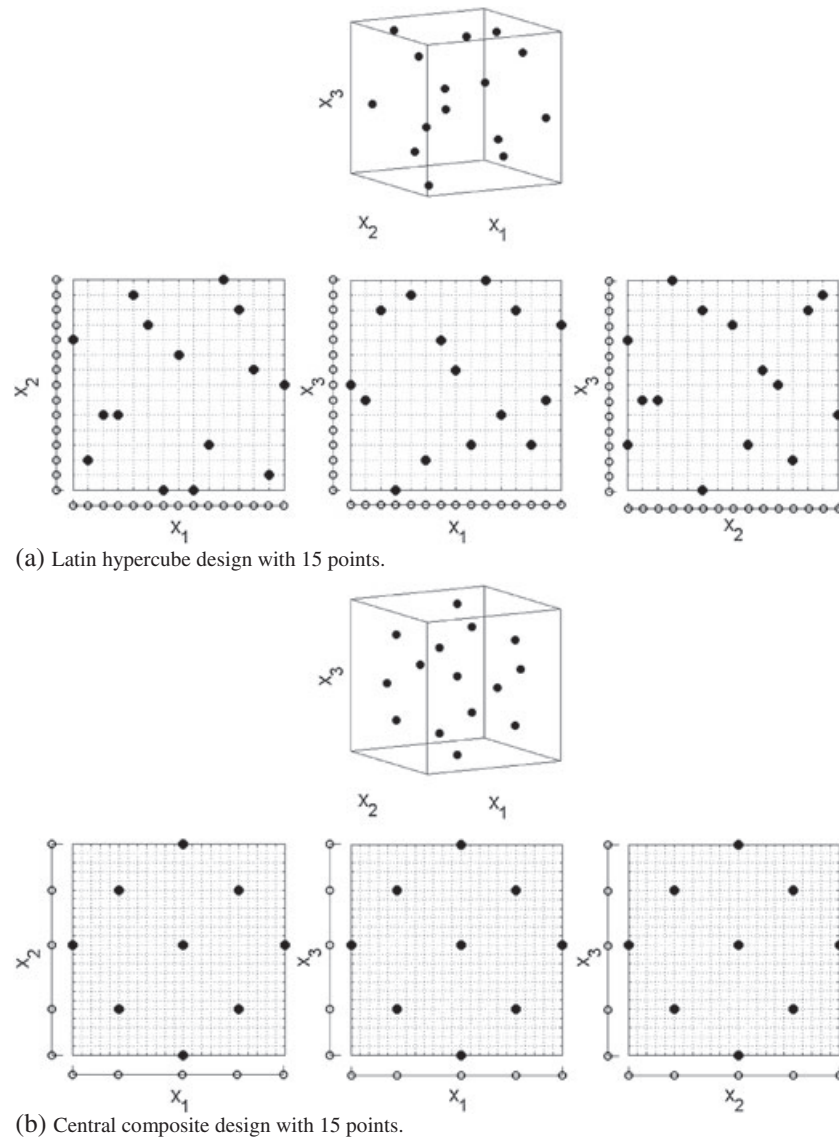 X3
X2
X1
X2
X1
X3
X1
X3
X2
(a) Latin hypercube design with 15 points.
X3
X2
X1
X2
X1
X3
X1
X3
X2
(b) Central composite design with 15 points.